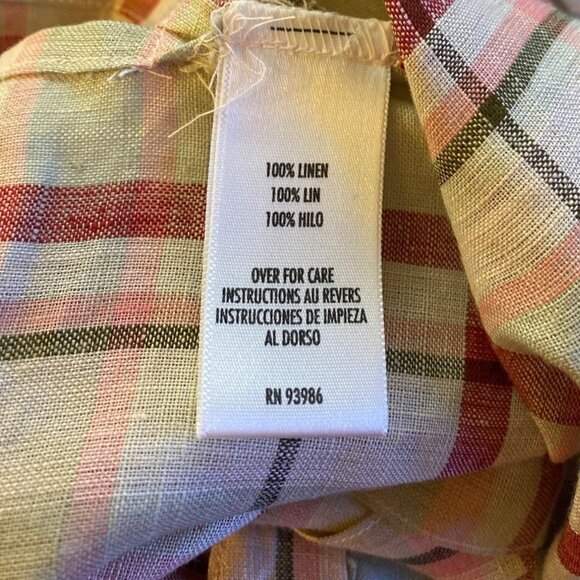 100% LINEN
100% LIN
100% HILO
OVER FOR CARE
INSTRUCTIONS AU REVERS
INSTRUCCIONES DE IMPIEZA
AL DORSO
RN 93986